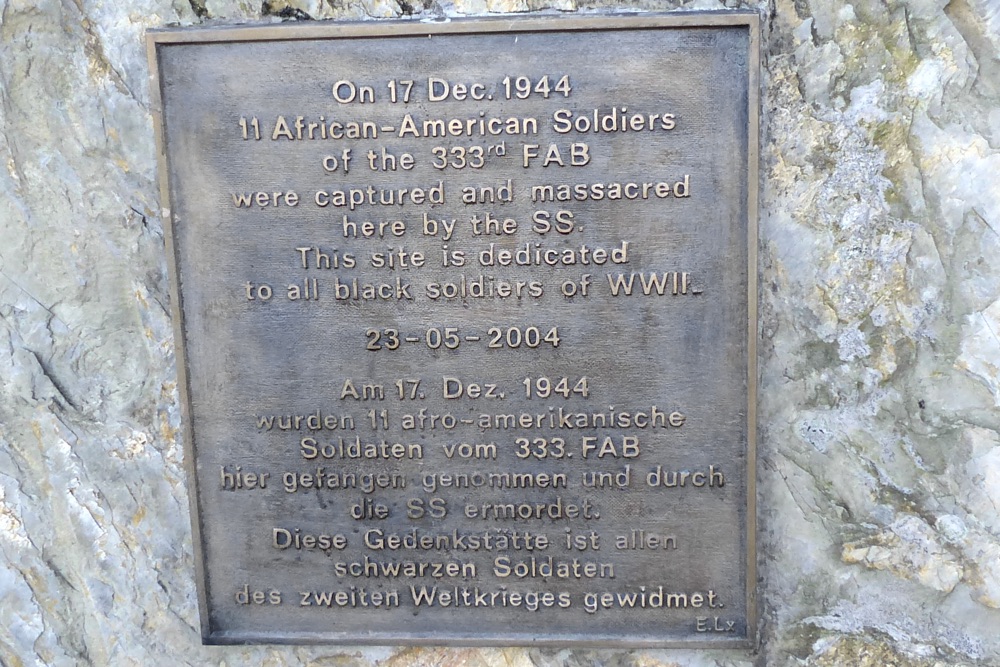 On 17 Dec. 1944
11 African-American Soldiers
of the 333rd FAB
were captured and massacred
here by the SS.
This site is dedicated
to all black soldiers of WWII.
23-05-2004
Am 17. Dez. 1944
wurden 11 afro-amerikanische
Soldaten vom 333. FAB
hier gefangen genommen und durch
die SS ermordet.
Diese Gedenkstätte ist allen
schwarzen Soldaten
des zweiten Weltkrieges gewidmet.
E.Lx